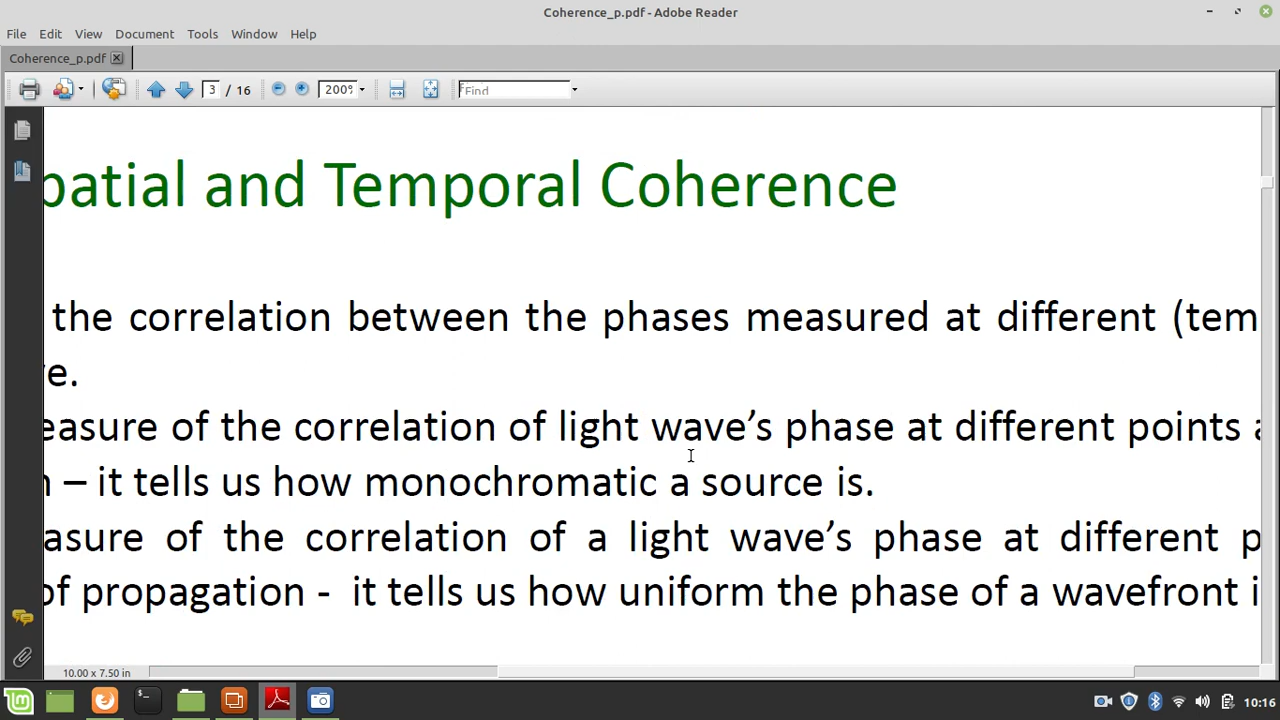 Coherence_p.pdf - Adobe Reader
File Edit View Document Tools Window Help
Coherence_p.pdf
3 / 16 200% Find
patial and Temporal Coherence
the correlation between the phases measured at different (tem
re.
easure of the correlation of light wave’s phase at different points a
n – it tells us how monochromatic a source is.
asure of the correlation of a light wave’s phase at different p
of propagation - it tells us how uniform the phase of a wavefront i
10.00 x 7.50 in
10:16